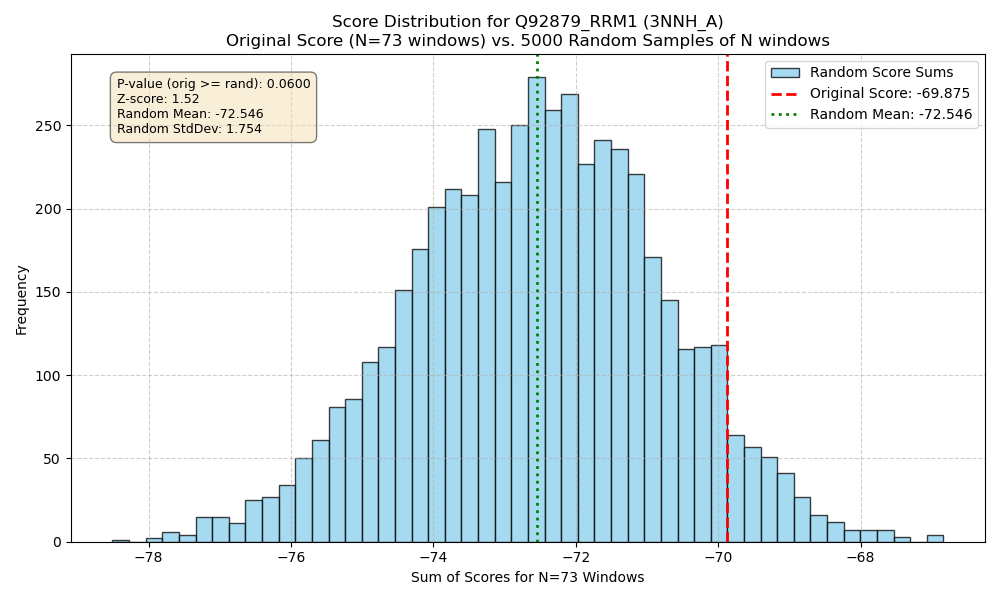 Score Distribution for Q92879_RRM1 (3NNH_A)
Original Score (N=73 windows) vs. 5000 Random Samples of N windows
P-value (orig >= rand): 0.0600
Z-score: 1.52
Random Mean: -72.546
Random StdDev: 1.754
Random Score Sums
Original Score: -69.875
Random Mean: -72.546
Frequency
250
200
150
100
50
0
−78
−76
−74
−72
−70
−68
Sum of Scores for N=73 Windows